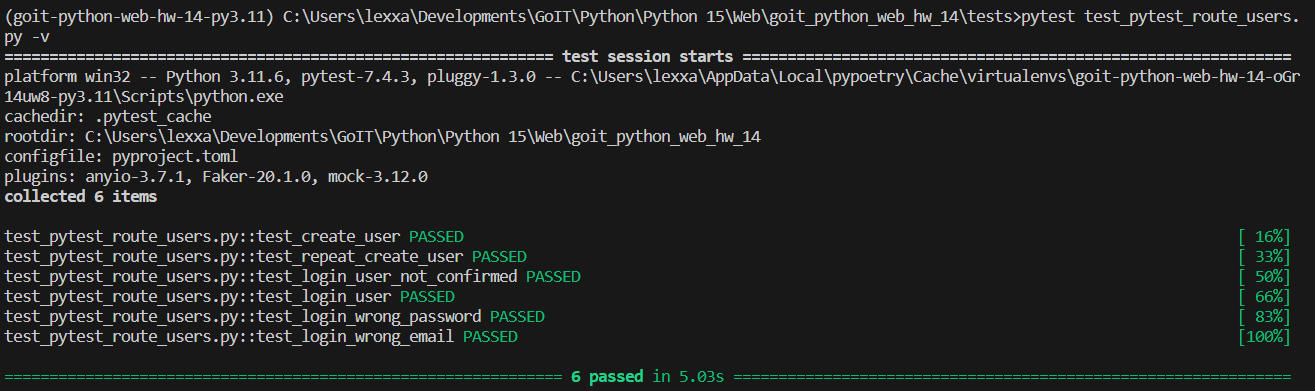 (goit-python-web-hw-14-py3.11) C:\Users\lexxa\Developments\GoIT\Python\Python 15\Web\goit_python_web_hw_14\tests>pytest test_pytest_route_users.
py -v
============================================================= test session starts =============================================================
platform win32 -- Python 3.11.6, pytest-7.4.3, pluggy-1.3.0 -- C:\Users\lexxa\AppData\Local\pypoetry\Cache\virtualenvs\goit-python-web-hw-14-oGr
14uw8-py3.11\Scripts\python.exe
cachedir: .pytest_cache
rootdir: C:\Users\lexxa\Developments\GoIT\Python\Python 15\Web\goit_python_web_hw_14
configfile: pyproject.toml
plugins: anyio-3.7.1, Faker-20.1.0, mock-3.12.0
collected 6 items
test_pytest_route_users.py::test_create_user PASSED [ 16%]
test_pytest_route_users.py::test_repeat_create_user PASSED [ 33%]
test_pytest_route_users.py::test_login_user_not_confirmed PASSED [ 50%]
test_pytest_route_users.py::test_login_user PASSED [ 66%]
test_pytest_route_users.py::test_login_wrong_password PASSED [ 83%]
test_pytest_route_users.py::test_login_wrong_email PASSED [100%]
============================================================== 6 passed in 5.03s ==============================================================